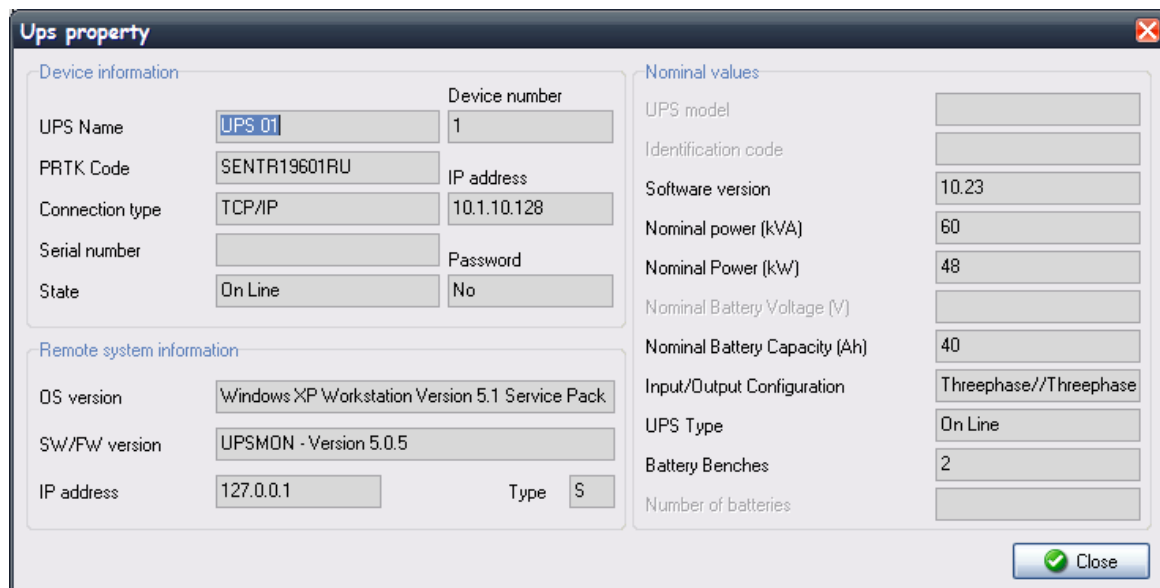 Ups property
Device information
Device number
UPS Name UPS 01 1
PRTK Code SENTR19601RU
IP address
Connection type TCP/IP 10.1.10.128
Serial number
Password
State On Line No
Remote system information
OS version Windows XP Workstation Version 5.1 Service Pack
SW/FW version UPSMON - Version 5.0.5
IP address 127.0.0.1 Type S
Nominal values
UPS model
Identification code
Software version 10.23
Nominal power (kVA) 60
Nominal Power (kW) 48
Nominal Battery Voltage (V)
Nominal Battery Capacity (Ah) 40
Input/Output Configuration Threephase//Threephase
UPS Type On Line
Battery Benches 2
Number of batteries
Close